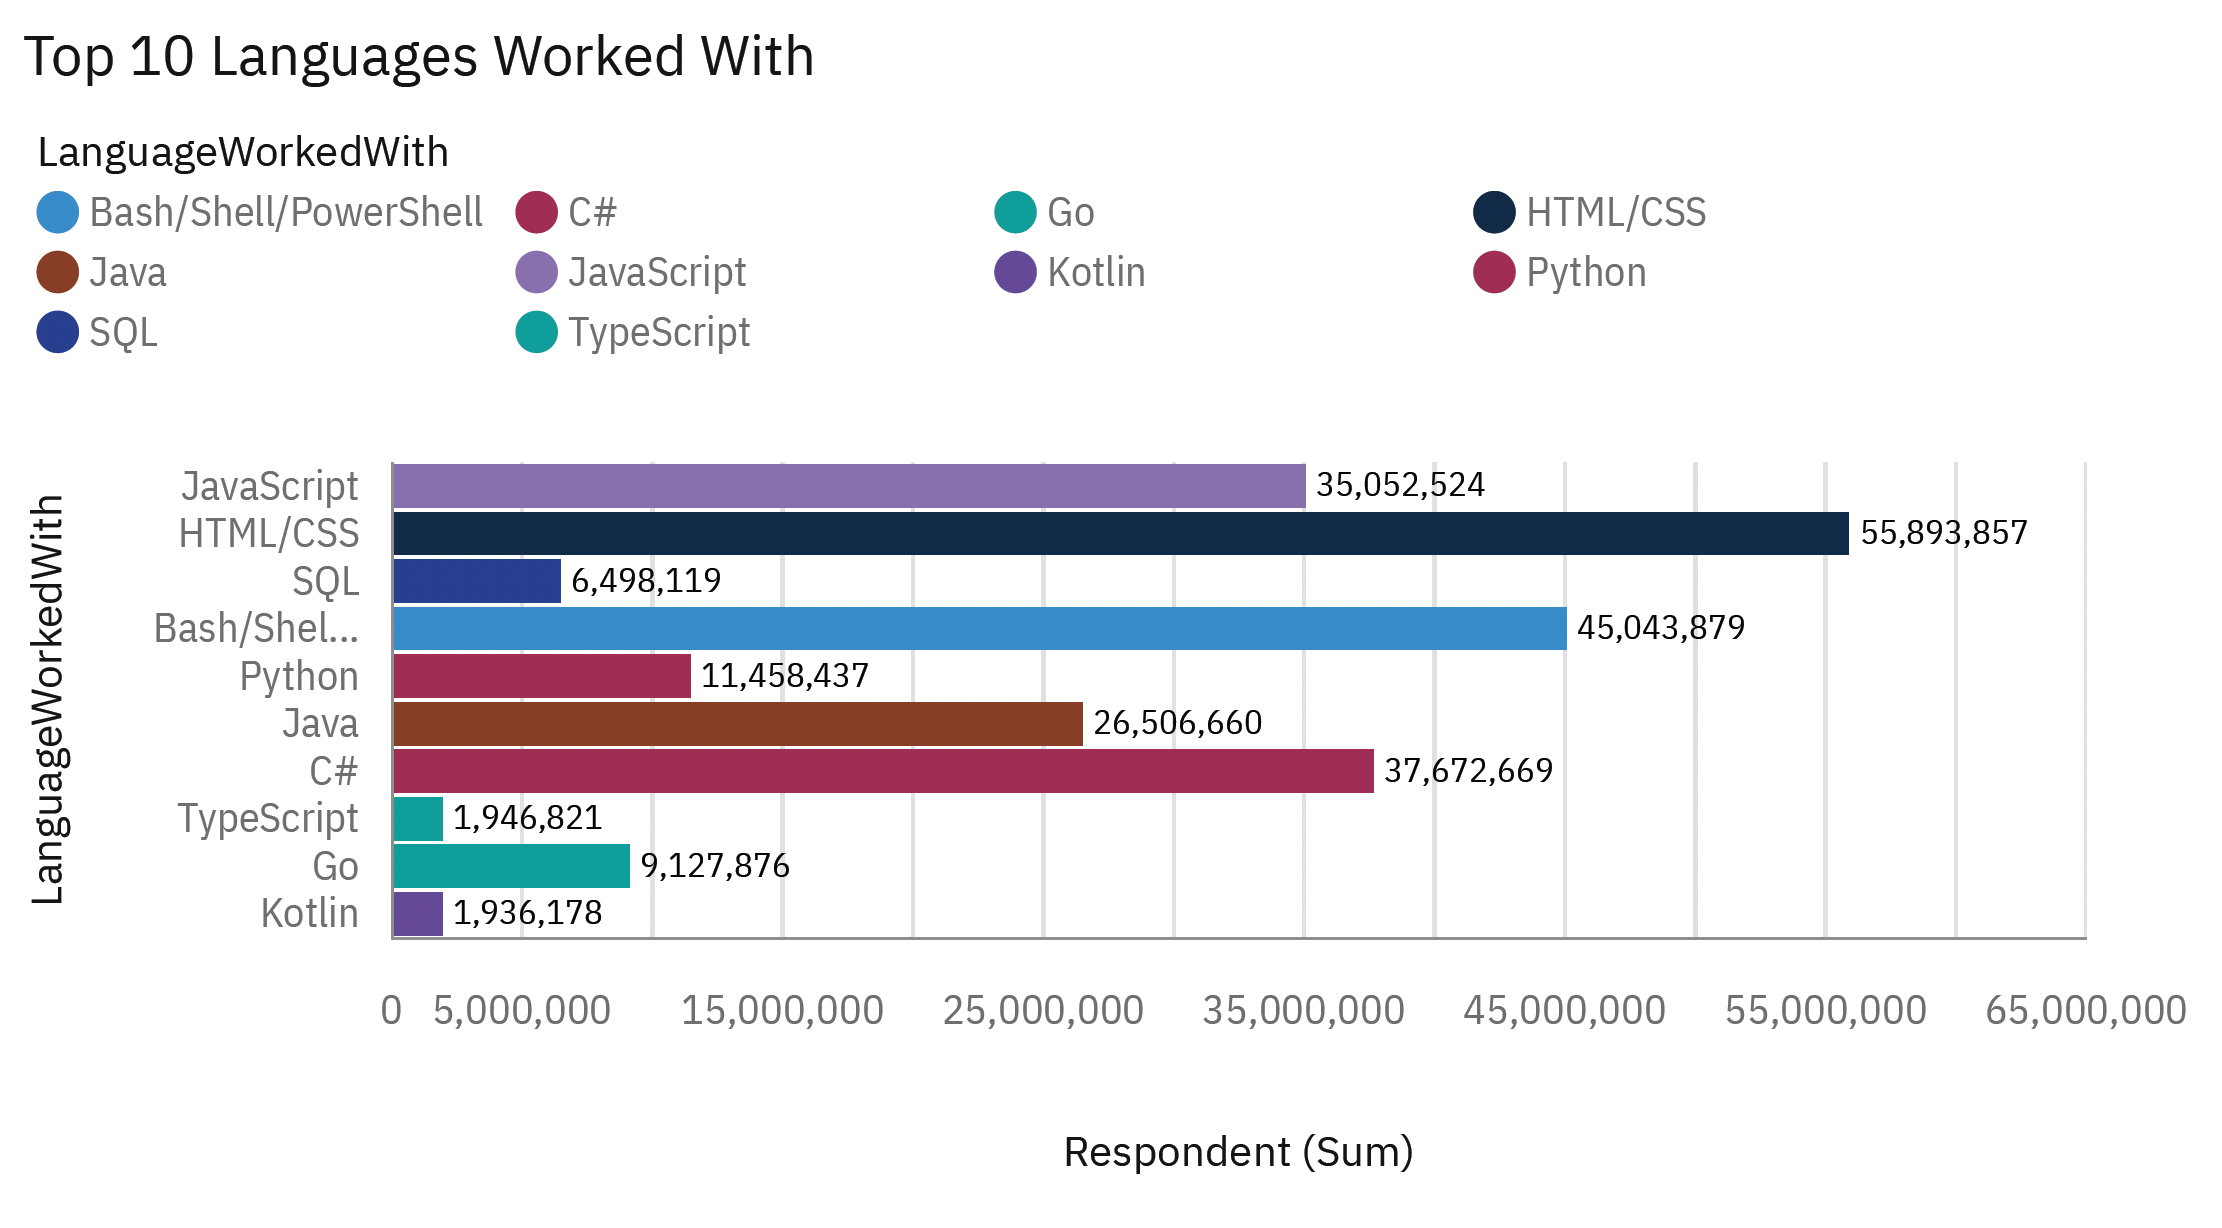 Top 10 Languages Worked With
LanguageWorkedWith
Bash/Shell/PowerShell C# Go HTML/CSS
Java JavaScript Kotlin Python
SQL TypeScript
LanguageWorkedWith
JavaScript 35,052,524
HTML/CSS 55,893,857
SQL 6,498,119
Bash/Shel... 45,043,879
Python 11,458,437
Java 26,506,660
C# 37,672,669
TypeScript 1,946,821
Go 9,127,876
Kotlin 1,936,178
0 5,000,000 15,000,000 25,000,000 35,000,000 45,000,000 55,000,000 65,000,000
Respondent (Sum)